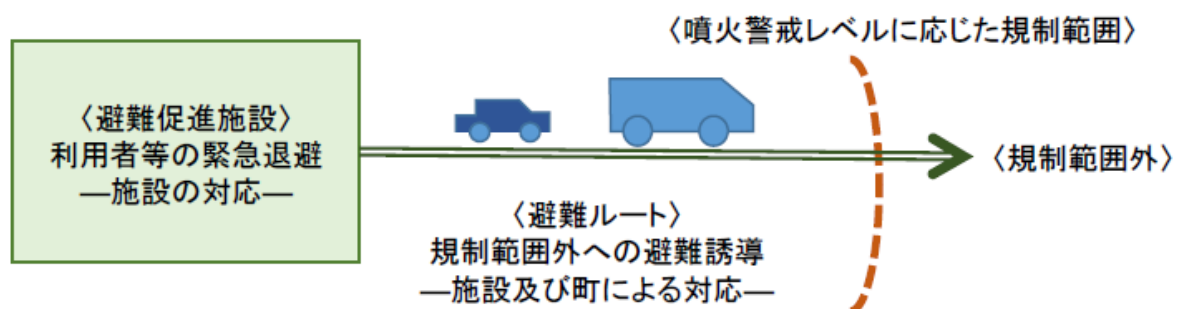 〈噴火警戒レベルに応じた規制範囲〉
〈避難促進施設〉
利用者等の緊急退避
―施設の対応―
〈規制範囲外〉
〈避難ルート〉
規制範囲外への避難誘導
―施設及び町による対応―